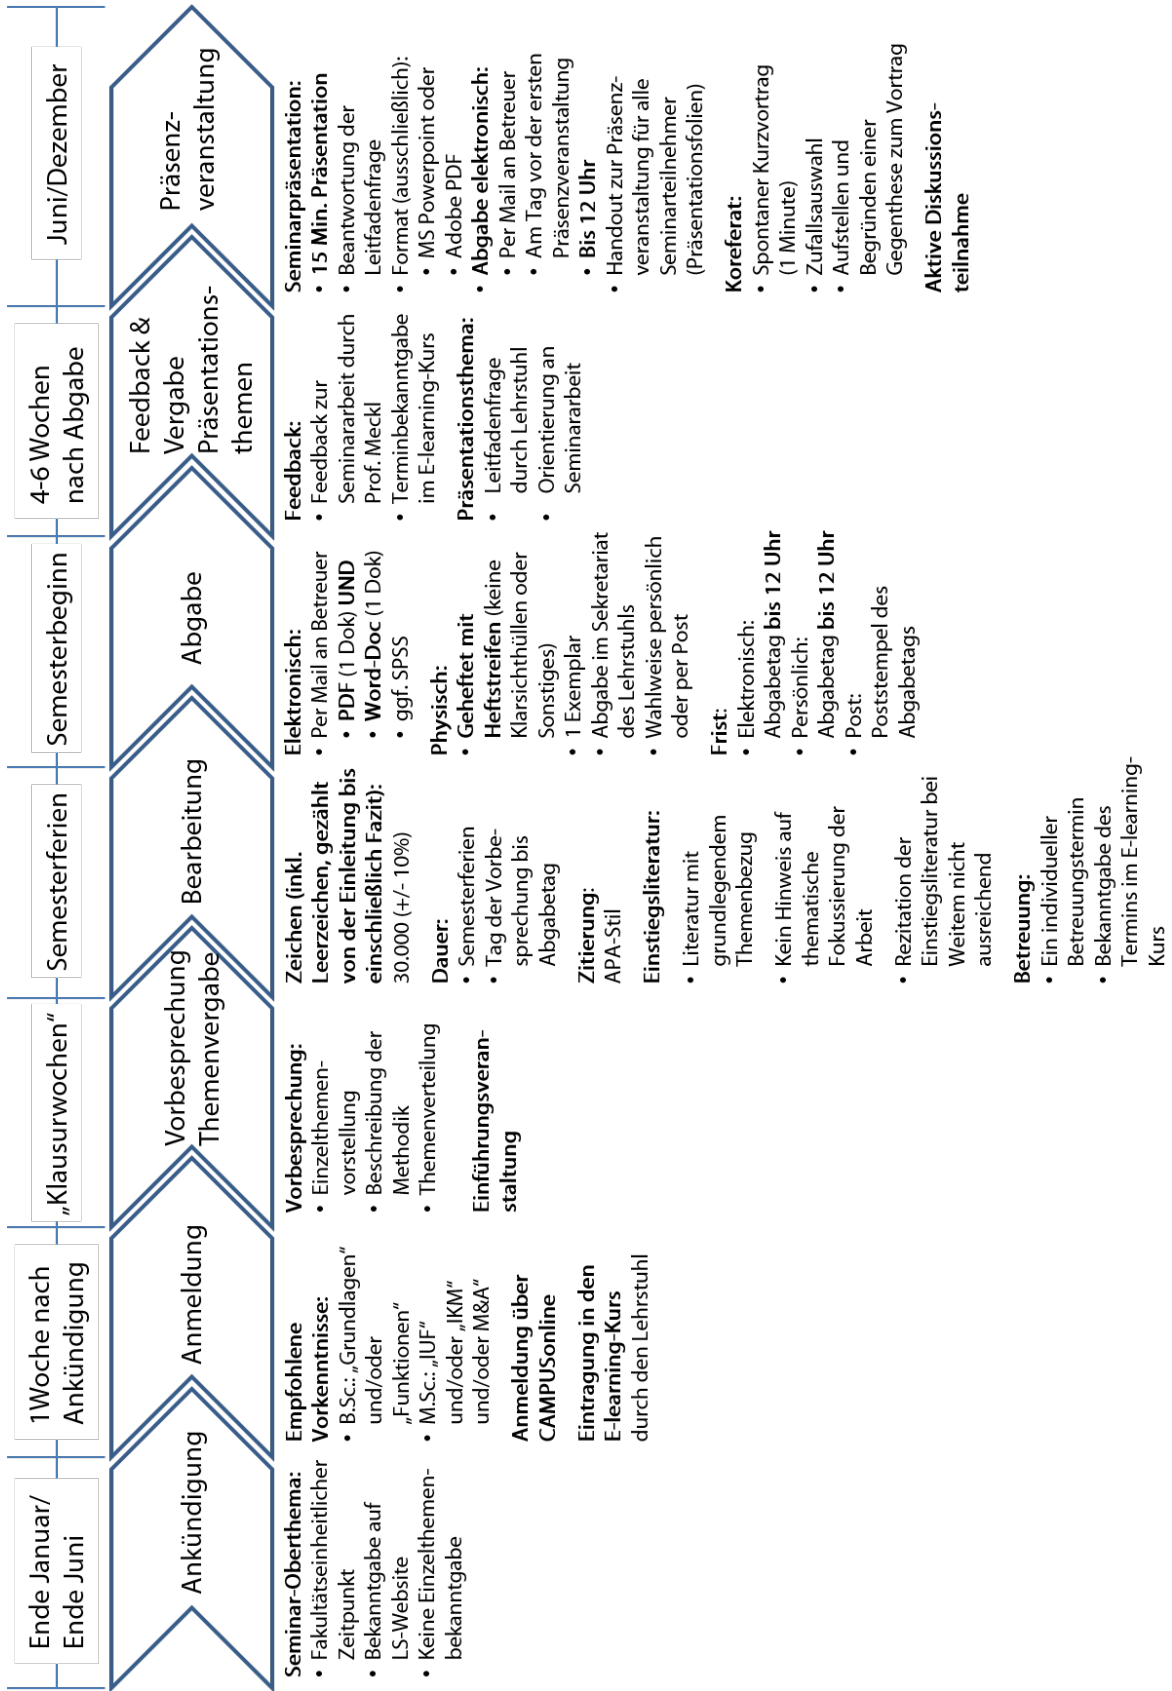 Ende Januar/
Ende Juni
1Woche nach
Ankündigung
„Klausurwochen“
Semesterferien
Semesterbeginn
4-6 Wochen
nach Abgabe
Juni/Dezember
Ankündigung
Anmeldung
Vorbesprechung
Themenvergabe
Bearbeitung
Abgabe
Feedback &
Vergabe
Präsentations-
themen
Präsenz-
veranstaltung
Seminar-Oberthema:
• Fakultätseinheitlicher
Zeitpunkt
• Bekanntgabe auf
LS-Website
• Keine Einzelthemen-
bekanntgabe
Empfohlene
Vorkenntnisse:
• B.Sc.: „Grundlagen“
und/oder
„Funktionen“
• M.Sc.: „IUF“
und/oder „IKM“
und/oder M&A“
Anmeldung über
CAMPUSonline
Eintragung in den
E-learning-Kurs
durch den Lehrstuhl
Vorbesprechung:
• Einzelthemen-
vorstellung
• Beschreibung der
Methodik
• Themenverteilung
Einführungsveran-
staltung
Zeichen (inkl.
Leerzeichen, gezählt
von der Einleitung bis
einschließlich Fazit):
30.000 (+/- 10%)
Dauer:
• Semesterferien
• Tag der Vorbe-
sprechung bis
Abgabetag
Zitierung:
APA-Stil
Einstiegsliteratur:
• Literatur mit
grundlegendem
Themenbezug
• Kein Hinweis auf
thematische
Fokussierung der
Arbeit
• Rezitation der
Einstiegsliteratur bei
Weitem nicht
ausreichend
Betreuung:
• Ein individueller
Betreuungstermin
• Bekanntgabe des
Termins im E-learning-
Kurs
Elektronisch:
• Per Mail an Betreuer
• PDF (1 Dok) UND
• Word-Doc (1 Dok)
• ggf. SPSS
Physisch:
• Geheftet mit
Heftstreifen (keine
Klarsichthüllen oder
Sonstiges)
• 1 Exemplar
• Abgabe im Sekretariat
des Lehrstuhls
• Wahlweise persönlich
oder per Post
Frist:
• Elektronisch:
Abgabetag bis 12 Uhr
• Persönlich:
Abgabetag bis 12 Uhr
• Post:
Poststempel des
Abgabetags
Feedback:
• Feedback zur
Seminararbeit durch
Prof. Meckl
• Terminbekanntgabe
im E-learning-Kurs
Präsentationsthema:
• Leitfadenfrage
durch Lehrstuhl
• Orientierung an
Seminararbeit
Seminarpräsentation:
• 15 Min. Präsentation
• Beantwortung der
Leitfadenfrage
• Format (ausschließlich):
• MS Powerpoint oder
• Adobe PDF
• Abgabe elektronisch:
• Per Mail an Betreuer
• Am Tag vor der ersten
Präsenzveranstaltung
• Bis 12 Uhr
• Handout zur Präsenz-
veranstaltung für alle
Seminarteilnehmer
(Präsentationsfolien)
Koreferat:
• Spontaner Kurzvortrag
(1 Minute)
• Zufallsauswahl
• Aufstellen und
Begründen einer
Gegenthese zum Vortrag
Aktive Diskussions-
teilnahme